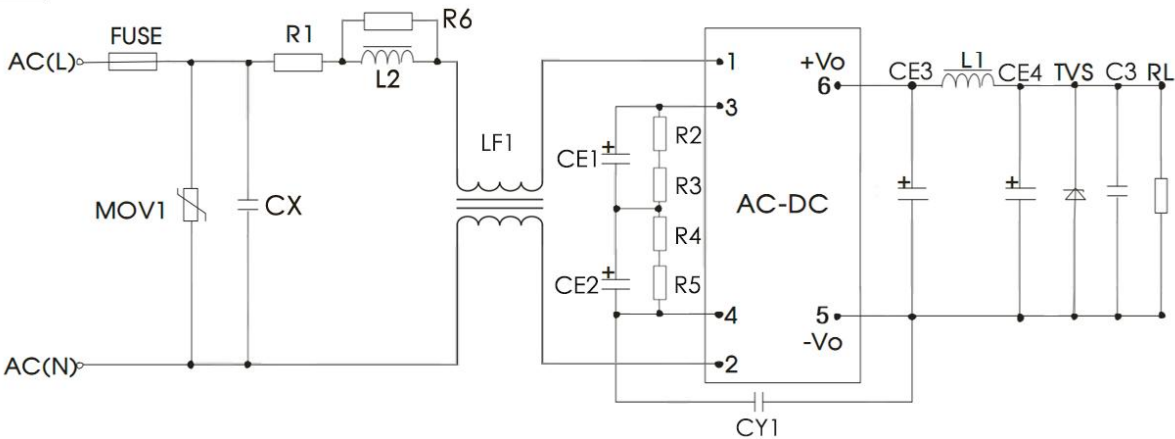 R6
FUSE
R1
AC(L)
L2
+Vo
CE3
L1
CE4
TVS
C3
RL
1
6
3
LF1
R2
CE1
+
R3
MOV1
CX
AC-DC
+
+
R4
+
CE2
R5
4
5
-Vo
AC(N)
2
CY1